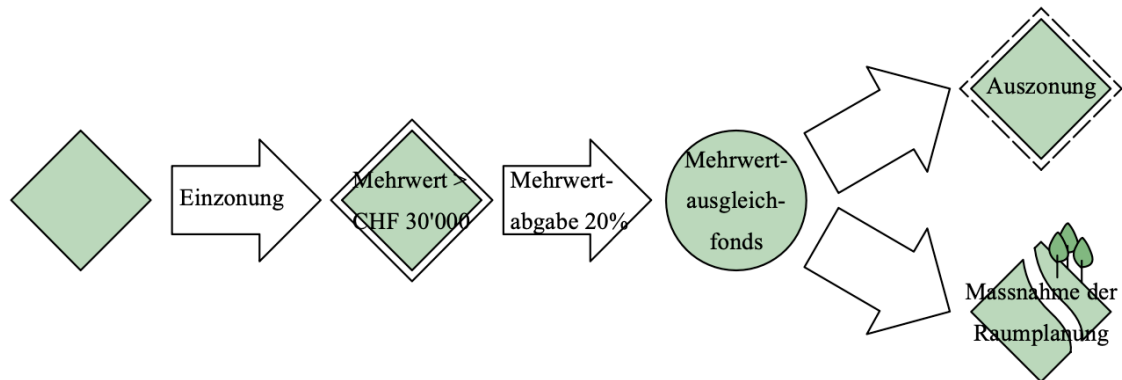 Einzonung
Mehrwert >
CHF 30'000
Mehrwert-
abgabe 20%
Mehrwert-
ausgleich-
fonds
Auszonung
Massnahme der
Raumplanung